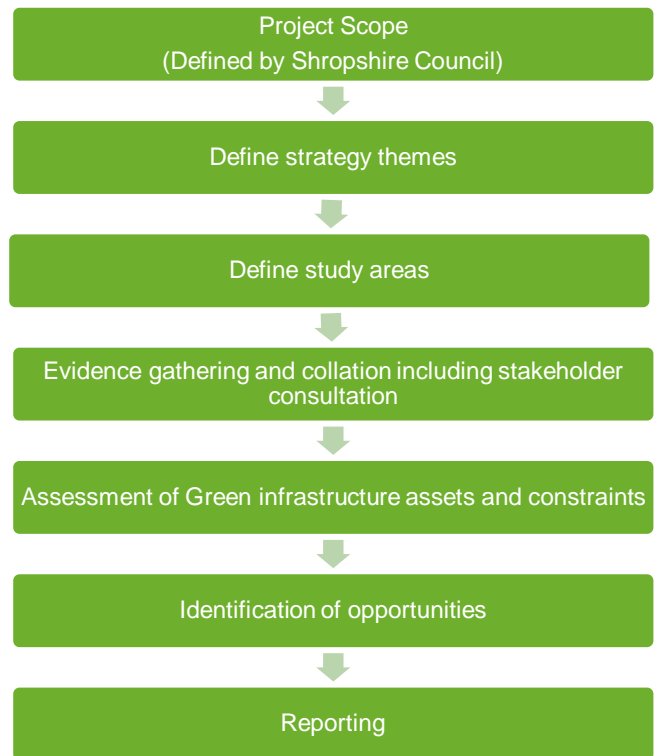 Project Scope
(Defined by Shropshire Council)
Define strategy themes
Define study areas
Evidence gathering and collation including stakeholder
consultation
Assessment of Green infrastructure assets and constraints
Identification of opportunities
Reporting